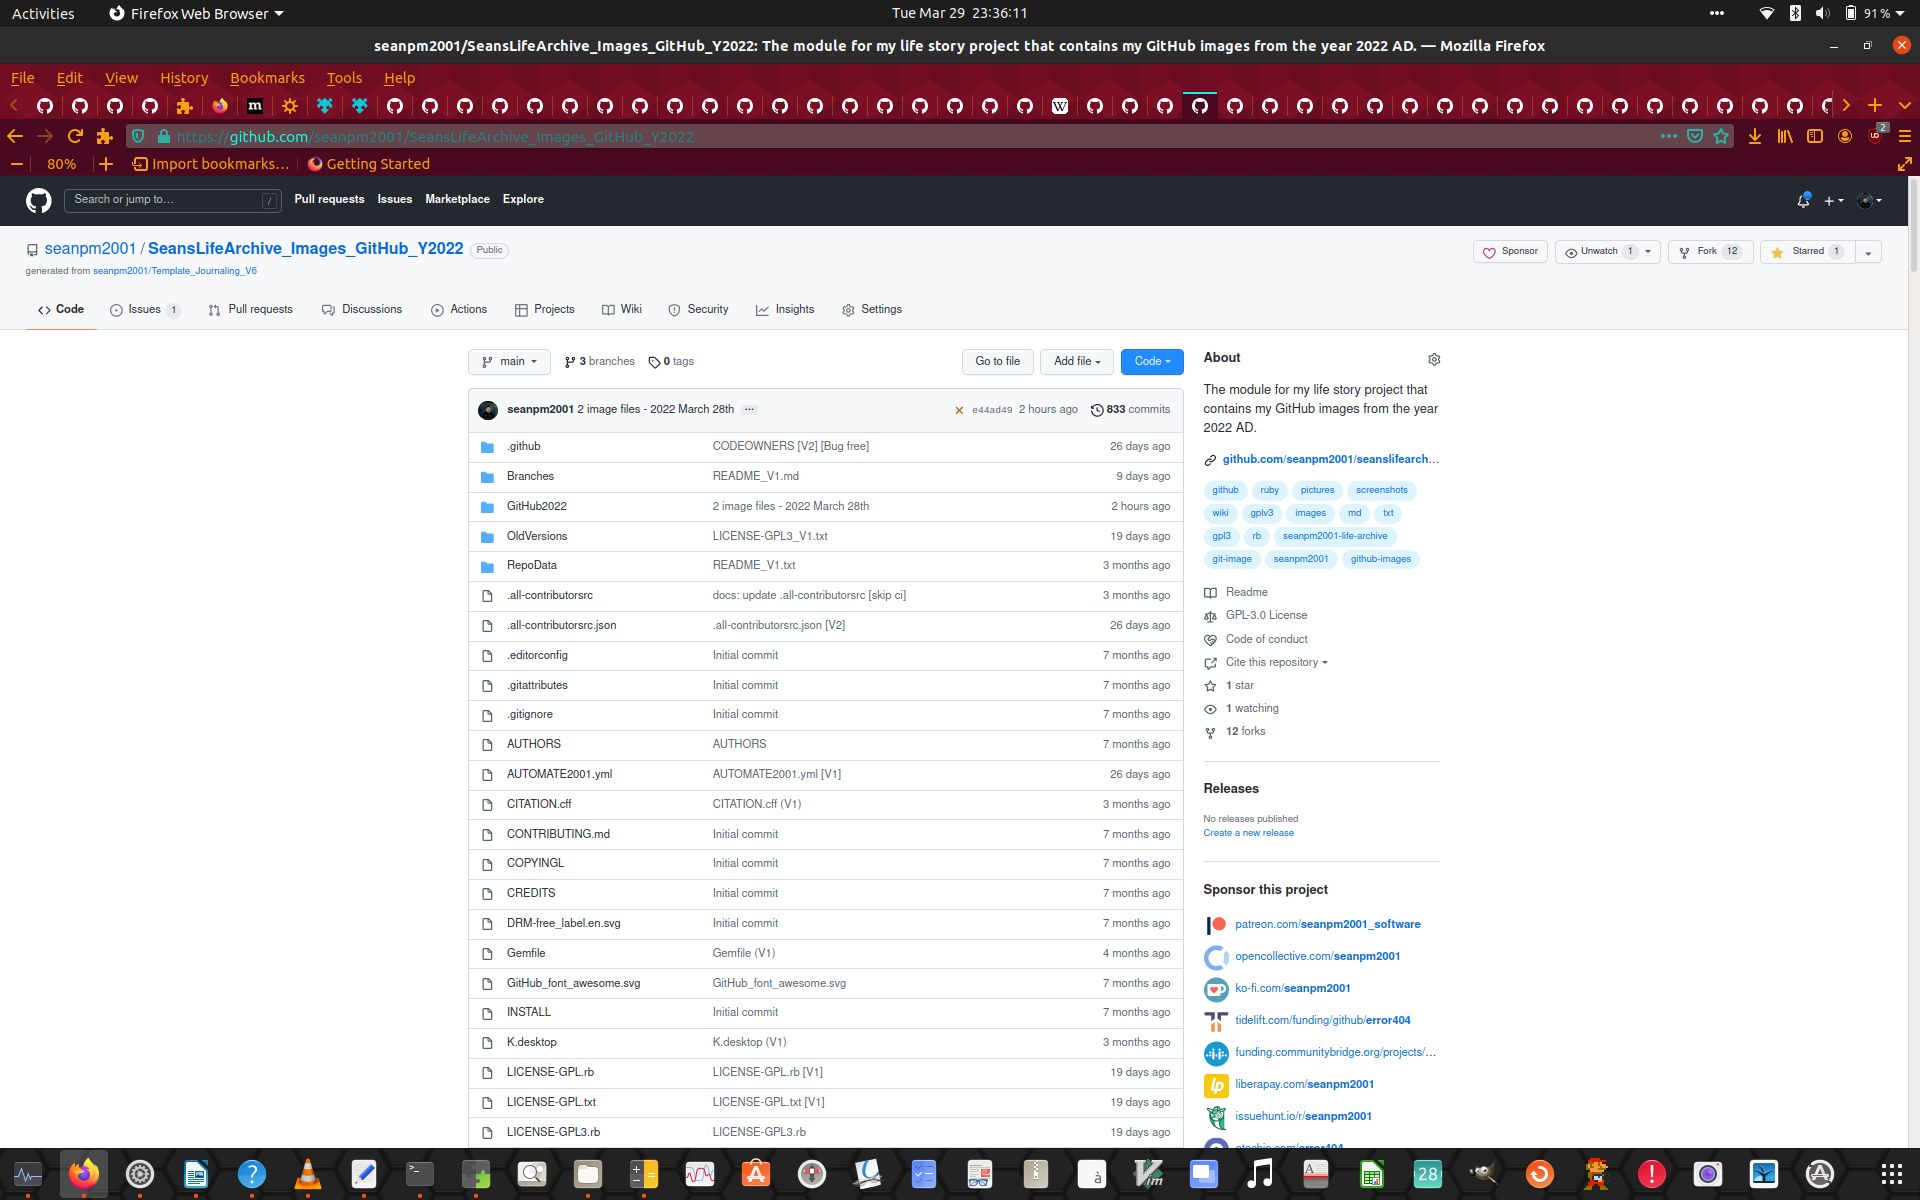 Activities Firefox Web Browser Tue Mar 29 23:36:11 91 %
seanpm2001/SeansLifeArchive_Images_GitHub_Y2022: The module for my life story project that contains my GitHub images from the year 2022 AD. — Mozilla Firefox
File Edit View History Bookmarks Tools Help
https://github.com/seanpm2001/SeansLifeArchive_Images_GitHub_Y2022 2
80% Import bookmarks… Getting Started
Search or jump to… / Pull requests Issues Marketplace Explore
seanpm2001 / SeansLifeArchive_Images_GitHub_Y2022 Public Sponsor Unwatch 1 Fork 12 Starred 1
generated from seanpm2001/Template_Journaling_V6
Code Issues 1 Pull requests Discussions Actions Projects Wiki Security Insights Settings
main 3 branches 0 tags Go to file Add file Code
seanpm2001 2 image files - 2022 March 28th … e44ad49 2 hours ago 833 commits
.github CODEOWNERS [V2] [Bug free] 26 days ago
Branches README_V1.md 9 days ago
GitHub2022 2 image files - 2022 March 28th 2 hours ago
OldVersions LICENSE-GPL3_V1.txt 19 days ago
RepoData README_V1.txt 3 months ago
.all-contributorsrc docs: update .all-contributorsrc [skip ci] 3 months ago
.all-contributorsrc.json .all-contributorsrc.json [V2] 26 days ago
.editorconfig Initial commit 7 months ago
.gitattributes Initial commit 7 months ago
.gitignore Initial commit 7 months ago
AUTHORS AUTHORS 7 months ago
AUTOMATE2001.yml AUTOMATE2001.yml [V1] 26 days ago
CITATION.cff CITATION.cff (V1) 3 months ago
CONTRIBUTING.md Initial commit 7 months ago
COPYINGL Initial commit 7 months ago
CREDITS Initial commit 7 months ago
DRM-free_label.en.svg Initial commit 7 months ago
Gemfile Gemfile (V1) 4 months ago
GitHub_font_awesome.svg GitHub_font_awesome.svg 7 months ago
INSTALL Initial commit 7 months ago
K.desktop K.desktop (V1) 3 months ago
LICENSE-GPL.rb LICENSE-GPL.rb [V1] 19 days ago
LICENSE-GPL.txt LICENSE-GPL.txt [V1] 19 days ago
LICENSE-GPL3.rb LICENSE-GPL3.rb 19 days ago
About
The module for my life story project that
contains my GitHub images from the year
2022 AD.
github.com/seanpm2001/seanslifearch…
github ruby pictures screenshots
wiki gplv3 images md txt
gpl3 rb seanpm2001-life-archive
git-image seanpm2001 github-images
Readme
GPL-3.0 License
Code of conduct
Cite this repository
1 star
1 watching
12 forks
Releases
No releases published
Create a new release
Sponsor this project
patreon.com/seanpm2001_software
opencollective.com/seanpm2001
ko-fi.com/seanpm2001
tidelift.com/funding/github/error404
funding.communitybridge.org/projects/…
liberapay.com/seanpm2001
issuehunt.io/r/seanpm2001
28